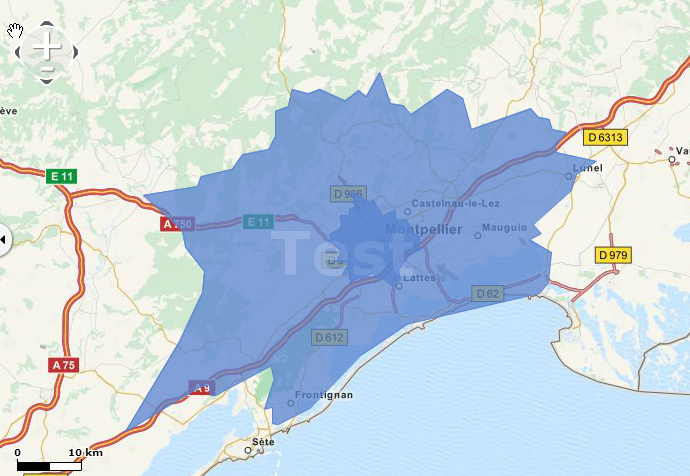 ève
D 6313
Va
Lunel
E 11
D 986
Castelnau-le-Lez
A 750
E 11
Montpellier
Mauguio
Test
D 979
Lattes
D 62
D 612
A 75
A 9
Frontignan
Sète
0 10 km